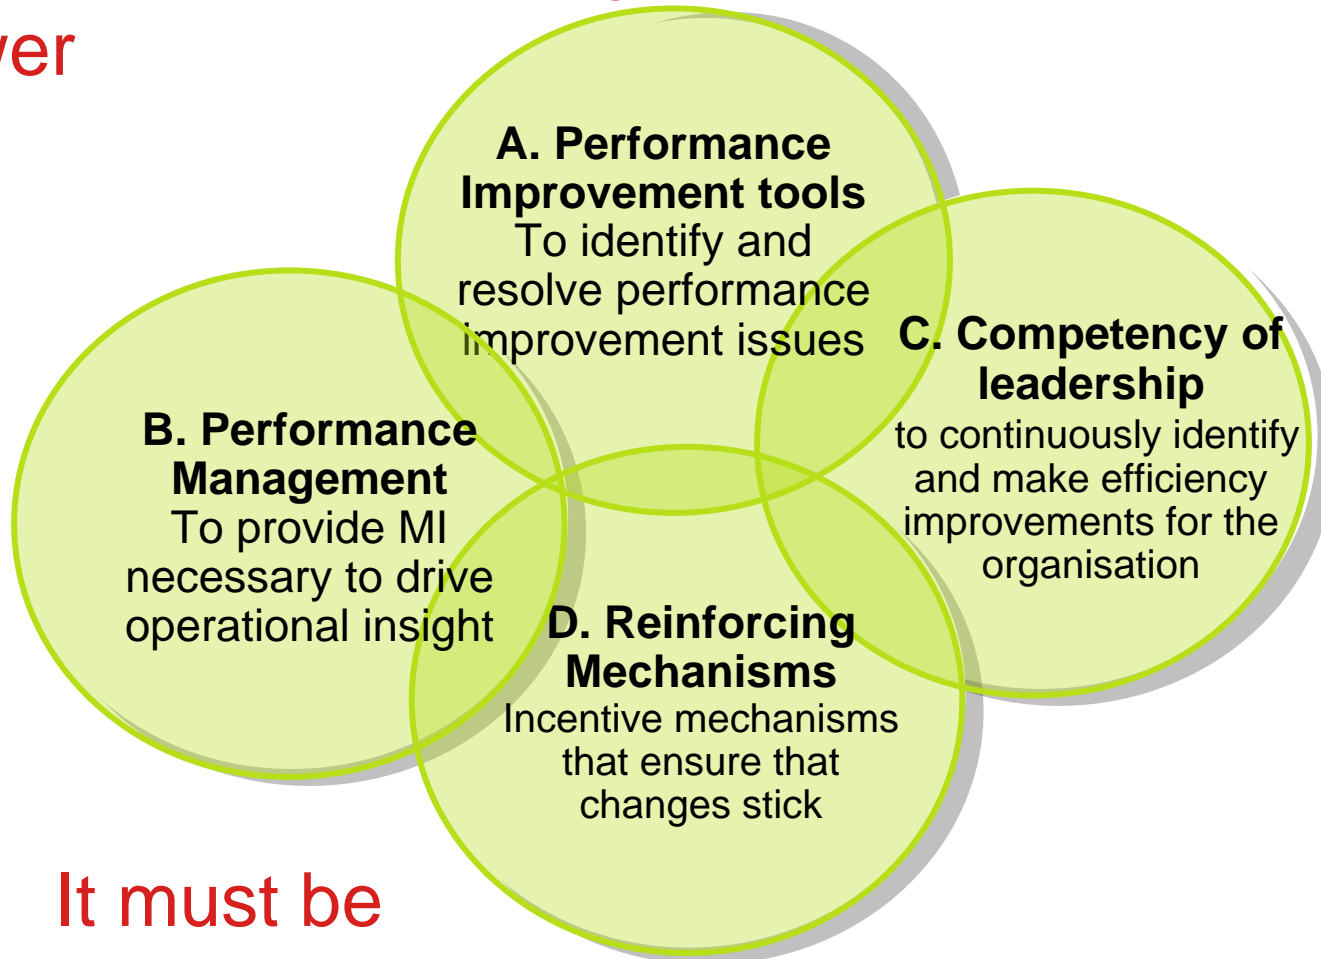 A. Performance
Improvement tools
To identify and
resolve performance
improvement issues
B. Performance
Management
To provide MI
necessary to drive
operational insight
C. Competency of
leadership
to continuously identify
and make efficiency
improvements for the
organisation
D. Reinforcing
Mechanisms
Incentive mechanisms
that ensure that
changes stick
It must be